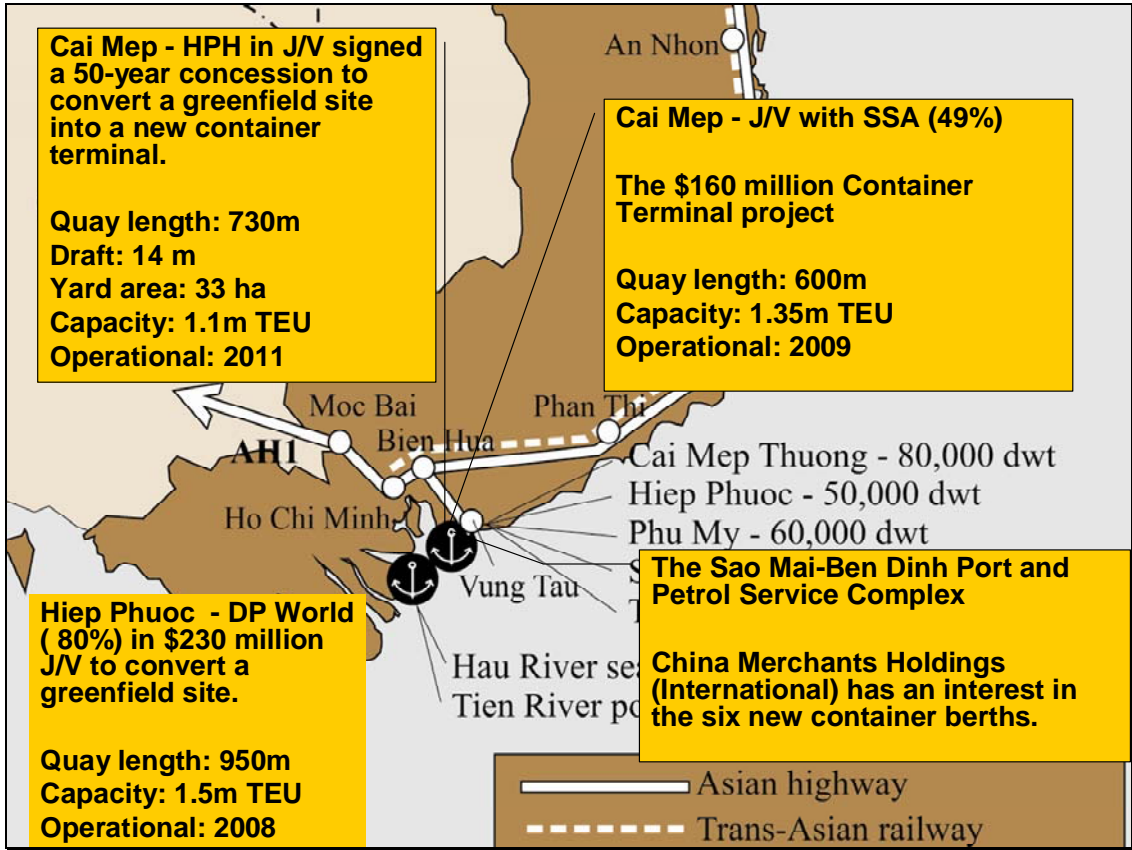 Cai Mep - HPH in J/V signed
a 50-year concession to
convert a greenfield site
into a new container
terminal.
Quay length: 730m
Draft: 14 m
Yard area: 33 ha
Capacity: 1.1m TEU
Operational: 2011
An Nhon
Cai Mep - J/V with SSA (49%)
The $160 million Container
Terminal project
Quay length: 600m
Capacity: 1.35m TEU
Operational: 2009
Moc Bai
Phan Thi
Bien Hua
AH1
Ho Chi Minh
Vung Tau
Cai Mep Thuong - 80,000 dwt
Hiep Phuoc - 50,000 dwt
Phu My - 60,000 dwt
The Sao Mai-Ben Dinh Port and
Petrol Service Complex
China Merchants Holdings
(International) has an interest in
the six new container berths.
Hiep Phuoc - DP World
( 80%) in $230 million
J/V to convert a
greenfield site.
Quay length: 950m
Capacity: 1.5m TEU
Operational: 2008
Hau River
Tien River
Asian highway
Trans-Asian railway